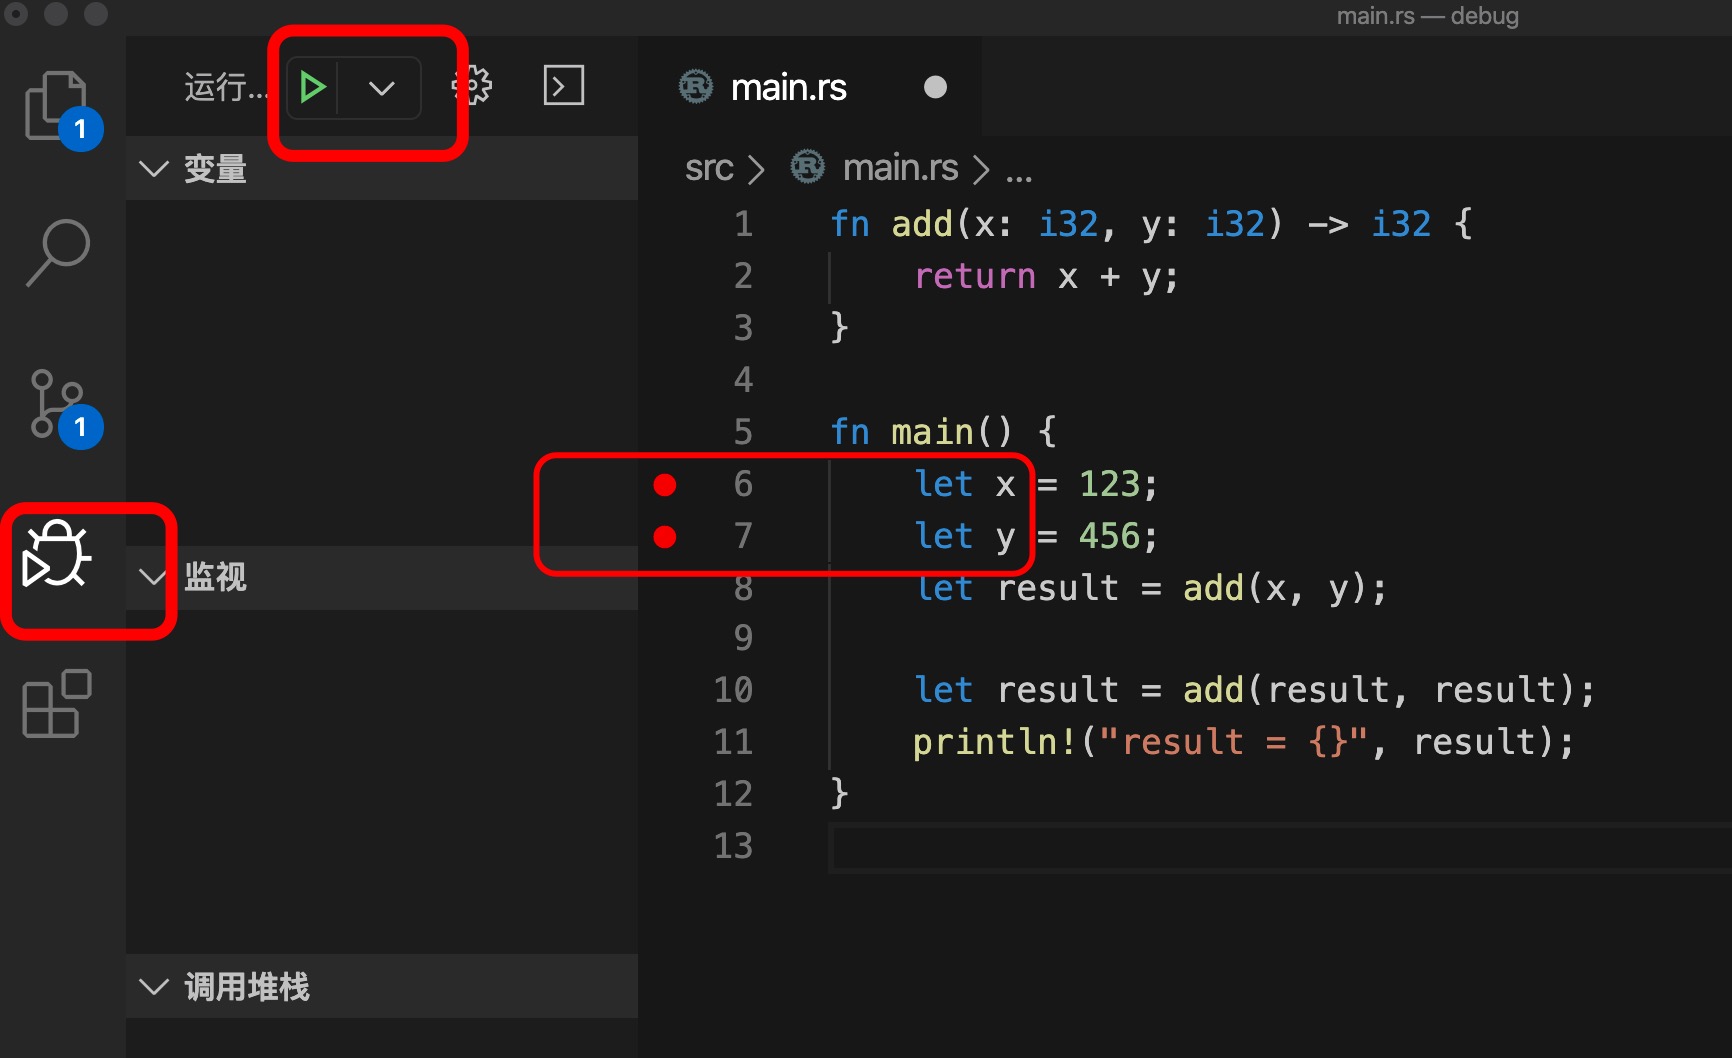 main.rs — debug
运行...
main.rs
1
变量
src > main.rs > ...
1 fn add(x: i32, y: i32) -> i32 {
2 return x + y;
3 }
4
5 fn main() {
1
6 let x = 123;
7 let y = 456;
监视
8 let result = add(x, y);
9
10 let result = add(result, result);
11 println!("result = {}", result);
12 }
13
调用堆栈